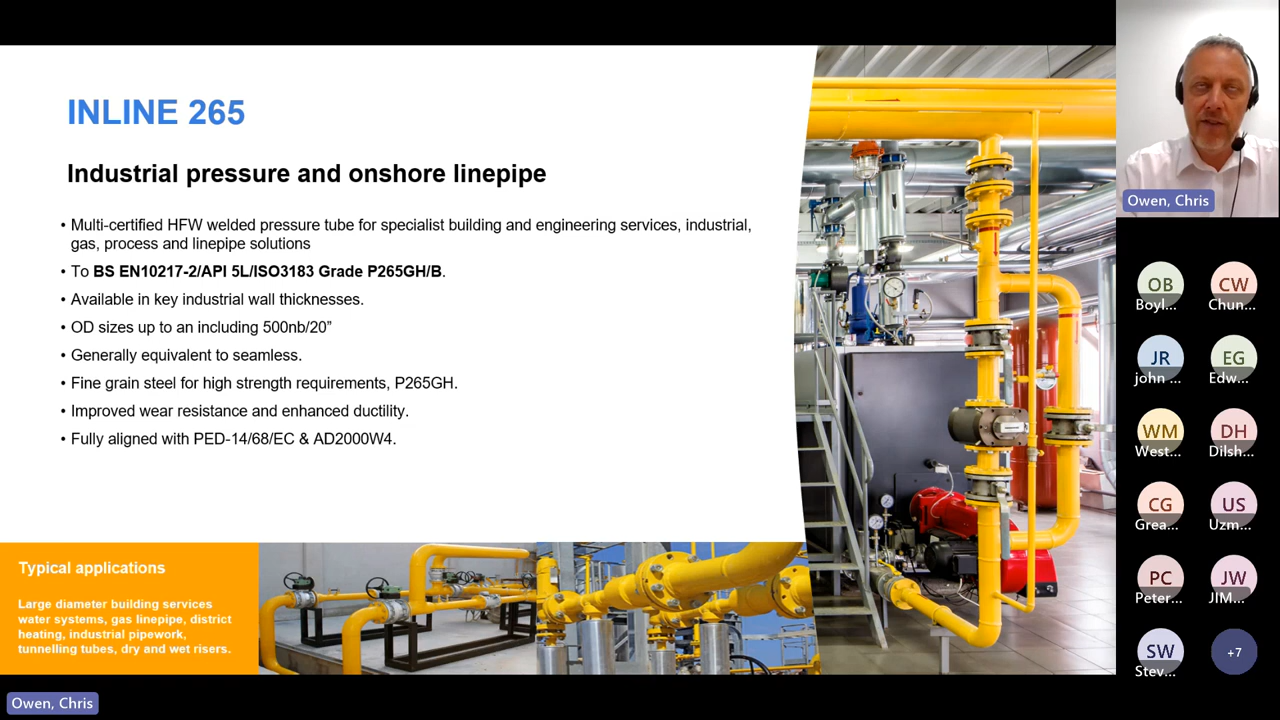 INLINE 265
Industrial pressure and onshore linepipe
• Multi-certified HFW welded pressure tube for specialist building and engineering services, industrial,
gas, process and linepipe solutions
• To BS EN10217-2/API 5L/ISO3183 Grade P265GH/B.
• Available in key industrial wall thicknesses.
• OD sizes up to an including 500nb/20”
• Generally equivalent to seamless.
• Fine grain steel for high strength requirements, P265GH.
• Improved wear resistance and enhanced ductility.
• Fully aligned with PED-14/68/EC & AD2000W4.
Typical applications
Large diameter building services
water systems, gas linepipe, district
heating, industrial pipework,
tunnelling tubes, dry and wet risers.
Owen, Chris
Owen, Chris
OB CW
Boyl... Chun...
JR EG
john ... Edw...
WM DH
West... Dilsh...
CG US
Grea... Uzm...
PC JW
Peter... JIM...
SW +7
Stev...